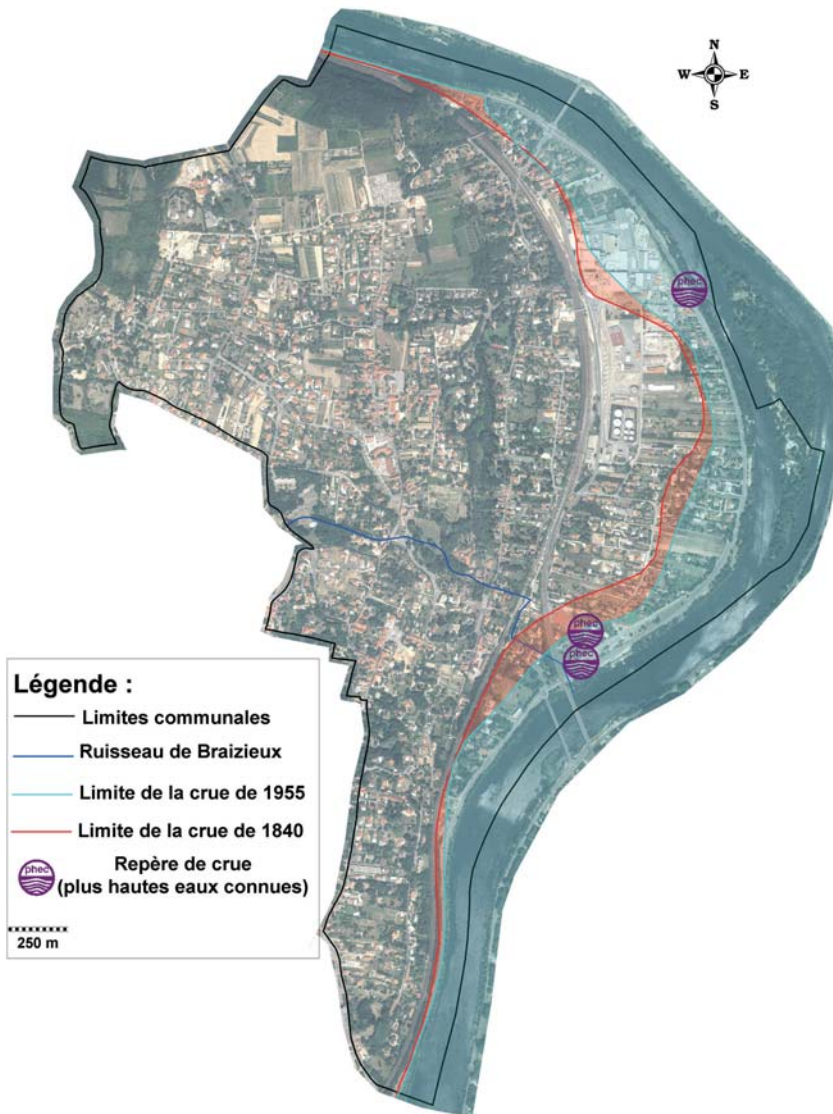 N
W E
S
phec
phec
phec
Légende :
Limites communales
Ruisseau de Braizieux
Limite de la crue de 1955
Limite de la crue de 1840
phec
Repère de crue
(plus hautes eaux connues)
250 m